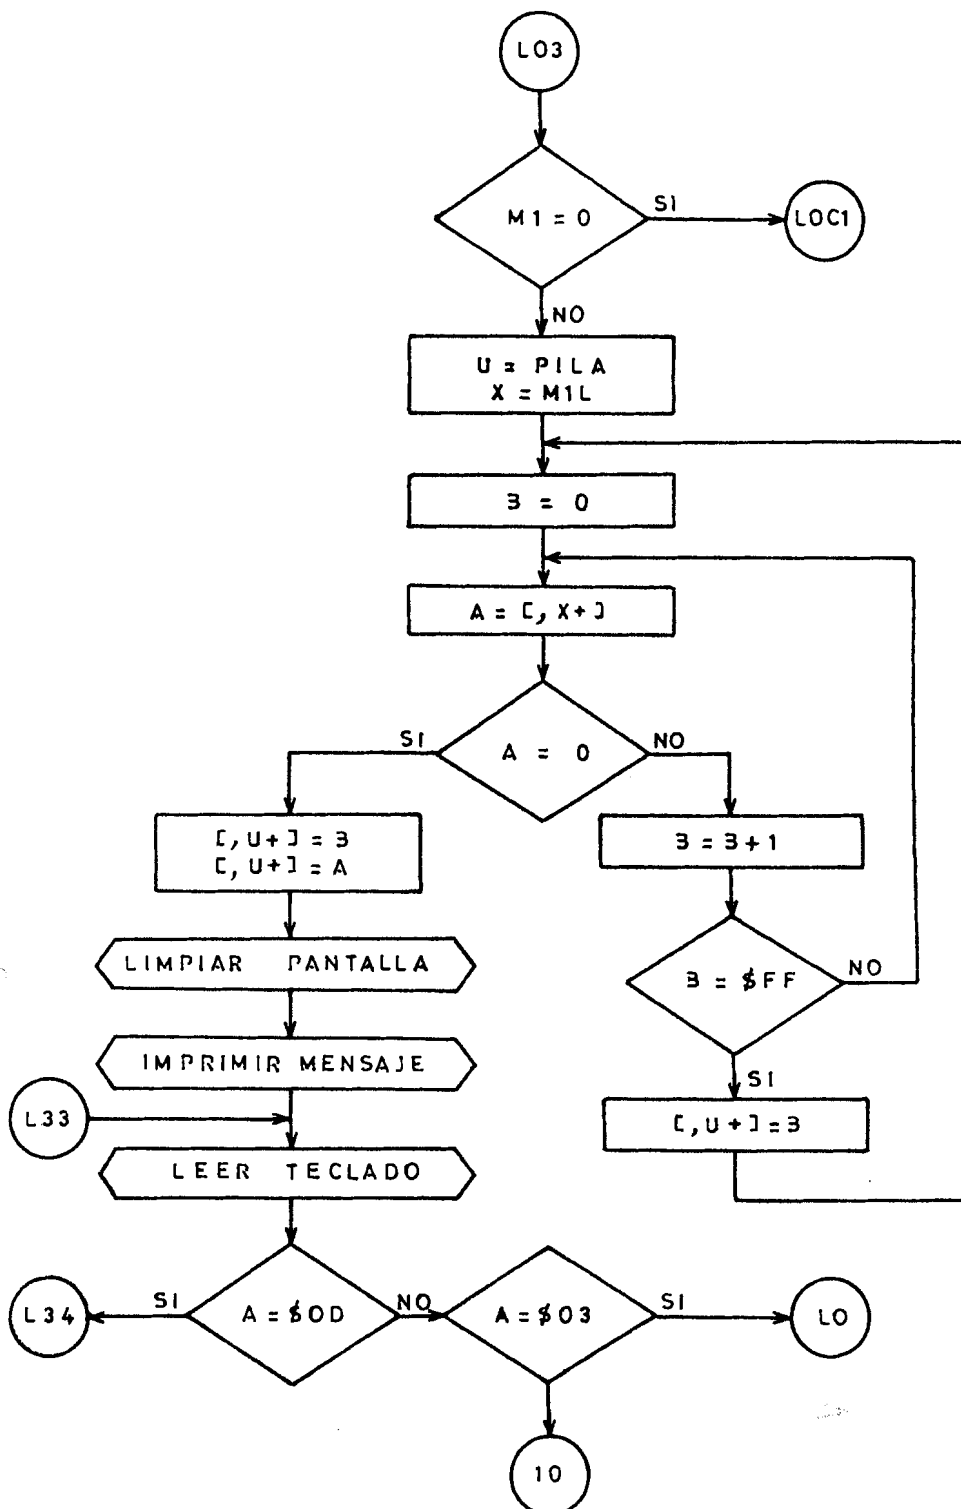 LO3
M1 = 0
SI
LOC1
NO
U = PILA
X = M1L
B = 0
A = [, X+]
SI
A = 0
NO
[, U+] = B
[, U+] = A
B = B+1
LIMPIAR PANTALLA
B = $FF
NO
IMPRIMIR MENSAJE
SI
L33
[, U+] = B
LEER TECLADO
L34
SI
A = $0D
NO
A = $03
SI
LO
10